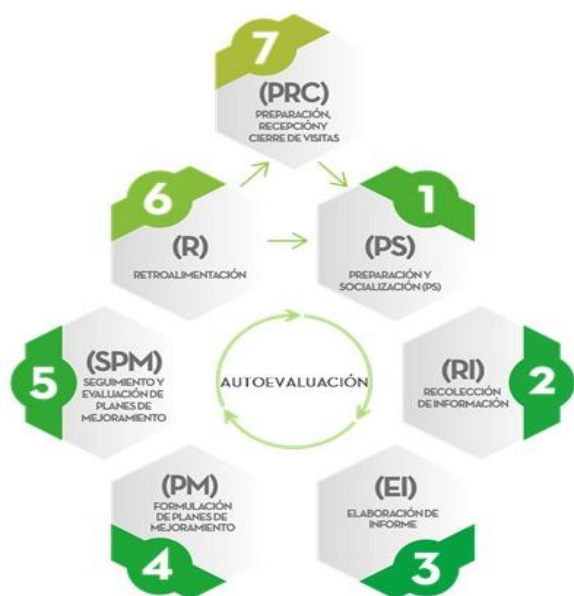 7
(PRC)
PREPARACIÓN,
RECEPCIÓNY
CIERRE DE VISITAS
6
(R)
RETROALIMENTACIÓN
1
(PS)
PREPARACIÓN Y
SOCIALIZACIÓN (PS)
5
(SPM)
SEGUIMIENTO Y
EVALUACIÓN DE
PLANES DE
MEJORAMIENTO
AUTOEVALUACIÓN
2
(RI)
RECOLECCIÓN
DE INFORMACIÓN
(PM)
FORMULACIÓN
DE PLANES DE
MEJORAMIENTO
4
(EI)
ELABORACIÓN DE
INFORME
3